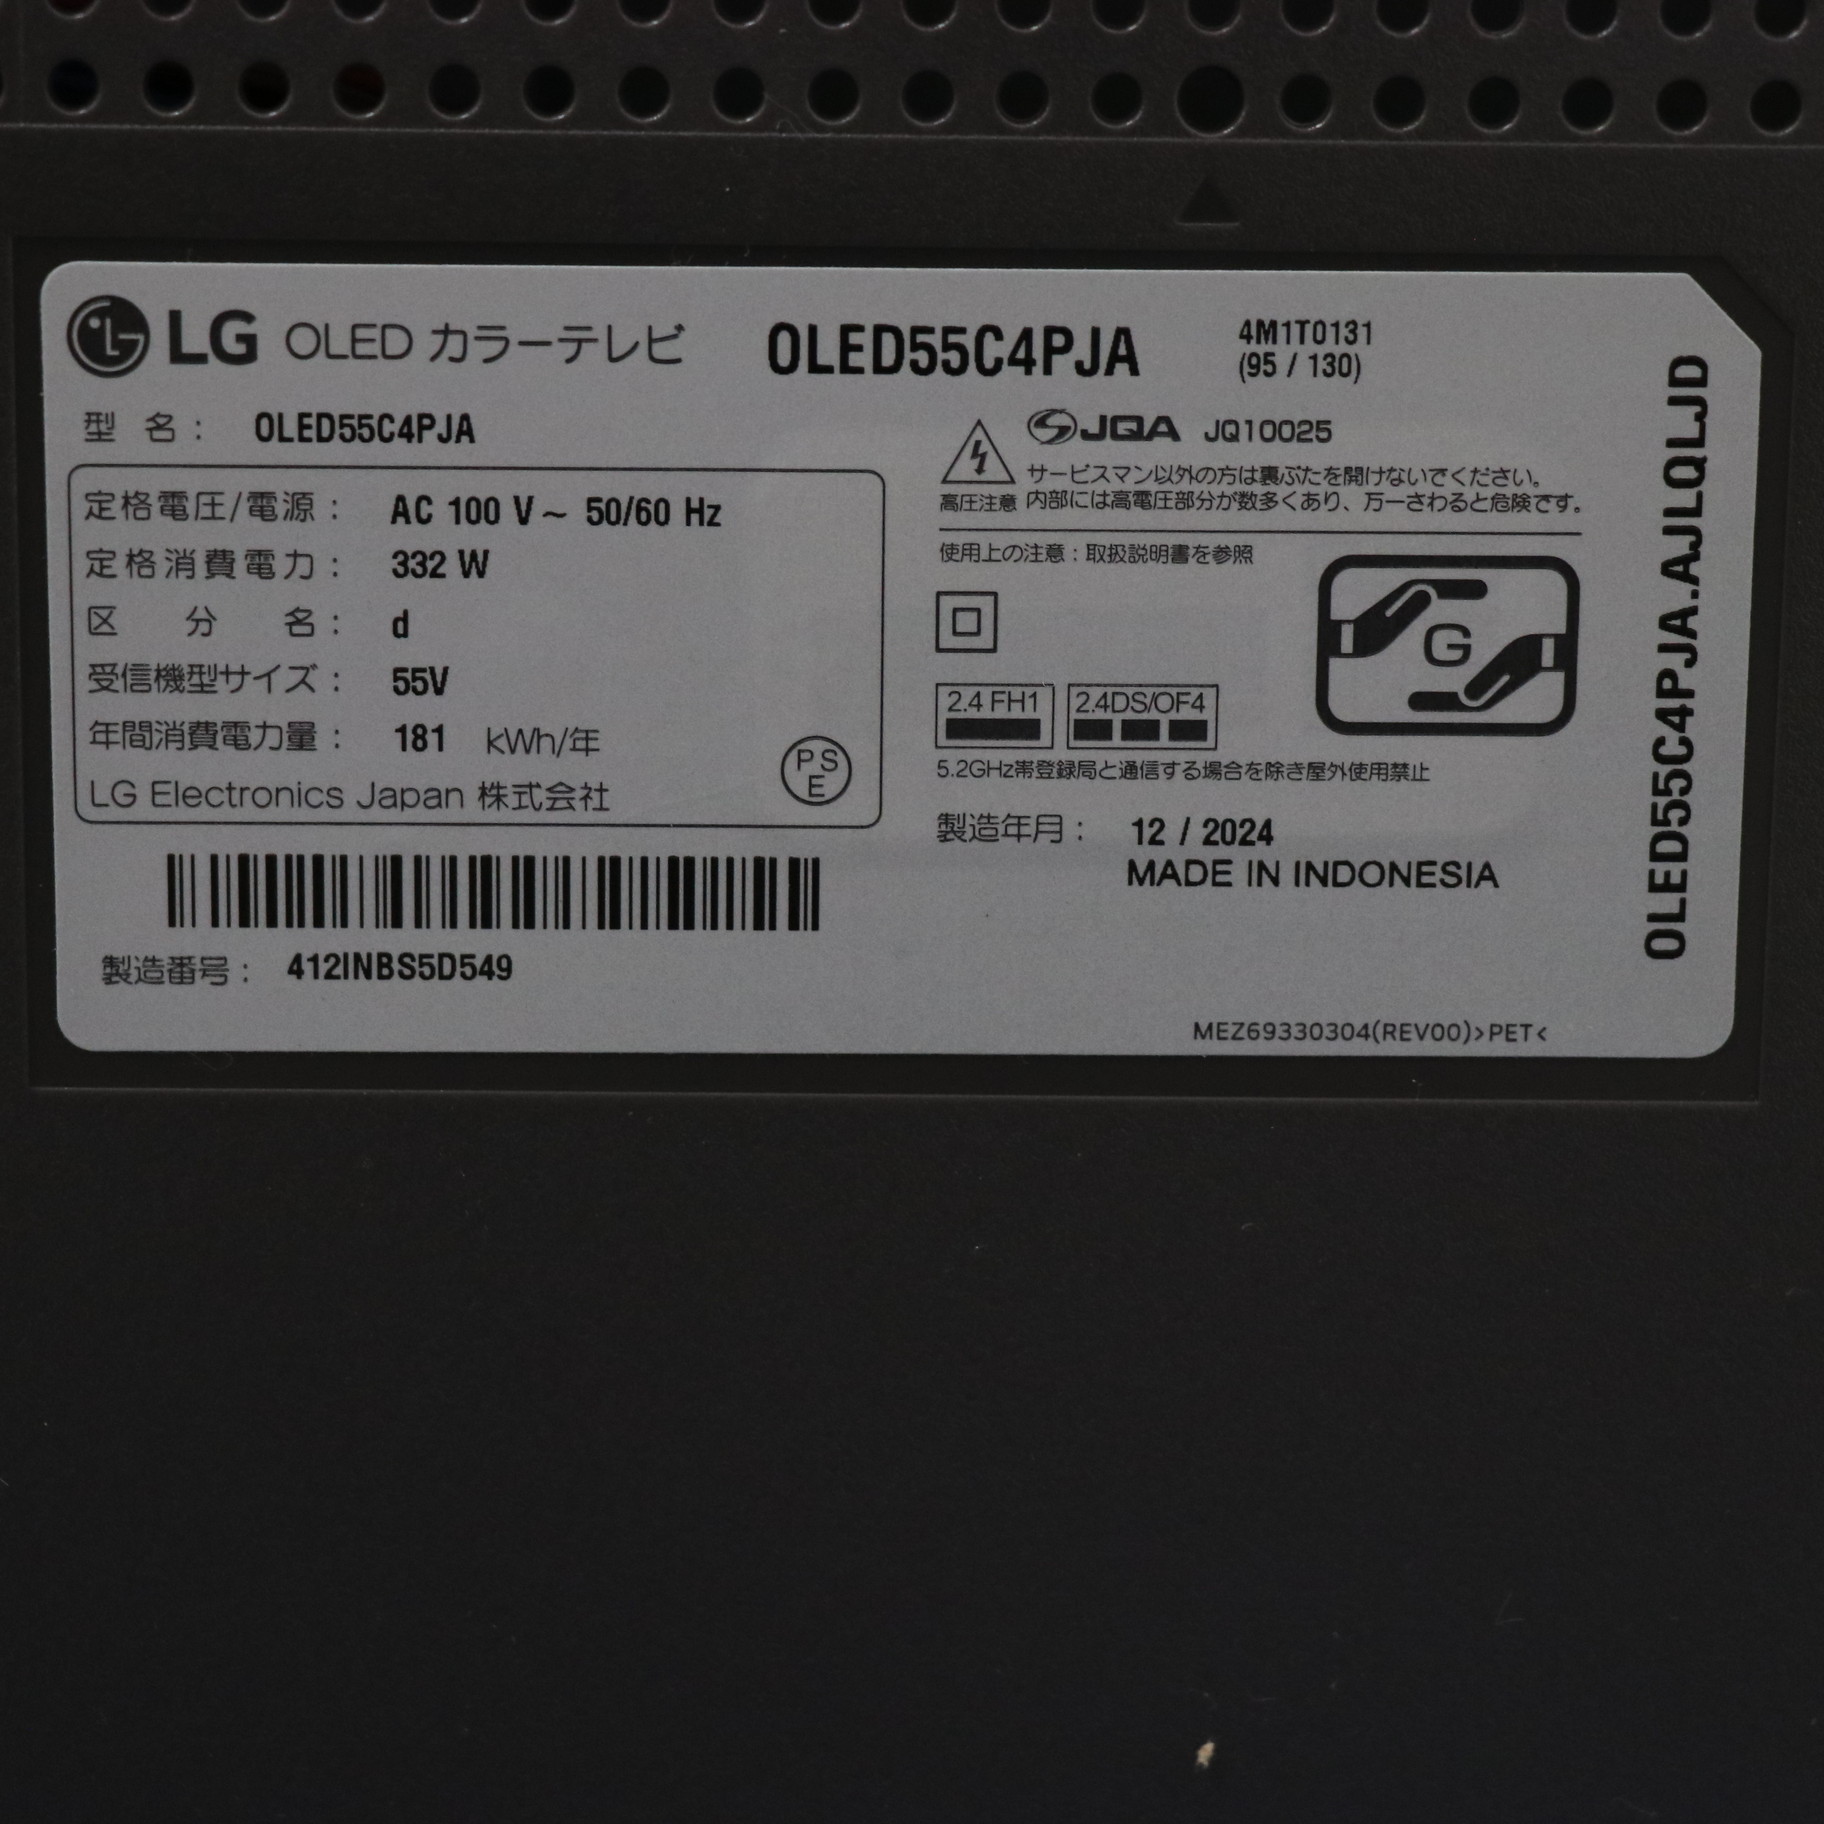 LG OLED カラーテレビ OLED55C4PJA
4M1T0131
(95 / 130)
型 名： OLED55C4PJA
定格電圧/電源： AC 100 V ~ 50/60 Hz
定格消費電力： 332 W
区 分 名： d
受信機型サイズ： 55V
年間消費電力量： 181 kWh/年
LG Electronics Japan 株式会社
PS
E
製造番号： 412INBS5D549
JQA JQ10025
サービスマン以外の方は裏ぶたを開けないでください。
高圧注意 内部には高電圧部分が数多くあり、万一さわると危険です。
使用上の注意：取扱説明書を参照
G
2.4 FH1 2.4DS/OF4
5.2GHz帯登録局と通信する場合を除き屋外使用禁止
製造年月： 12 / 2024
MADE IN INDONESIA
MEZ69330304(REV00)>PET<
OLED55C4PJA.AJLQLJD